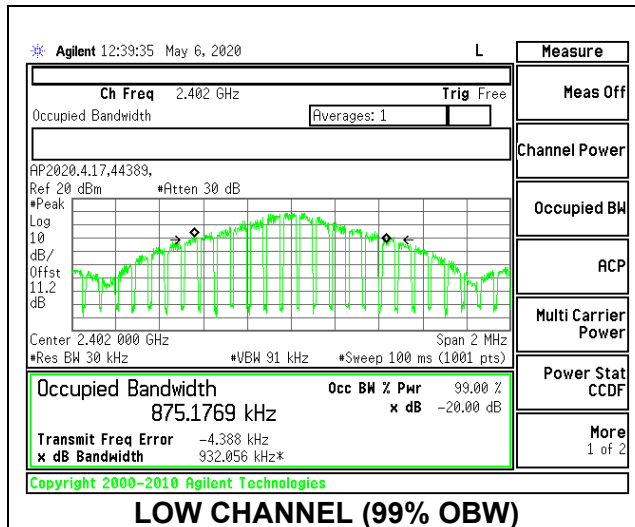 Agilent 12:39:35 May 6, 2020 L
Measure
Ch Freq 2.402 GHz Trig Free
Occupied Bandwidth Averages: 1
AP2020.4.17,44389,
Ref 20 dBm #Atten 30 dB
#Peak
Log
10
dB/
Offst
11.2
dB
Center 2.402 000 GHz Span 2 MHz
#Res BW 30 kHz #VBW 91 kHz #Sweep 100 ms (1001 pts)
Occupied Bandwidth Occ BW % Pwr 99.00 %
875.1769 kHz x dB -20.00 dB
Transmit Freq Error -4.388 kHz
x dB Bandwidth 932.056 kHz*
Copyright 2000-2010 Agilent Technologies
Meas Off
Channel Power
Occupied BW
ACP
Multi Carrier
Power
Power Stat
CCDF
More
1 of 2
LOW CHANNEL (99% OBW)